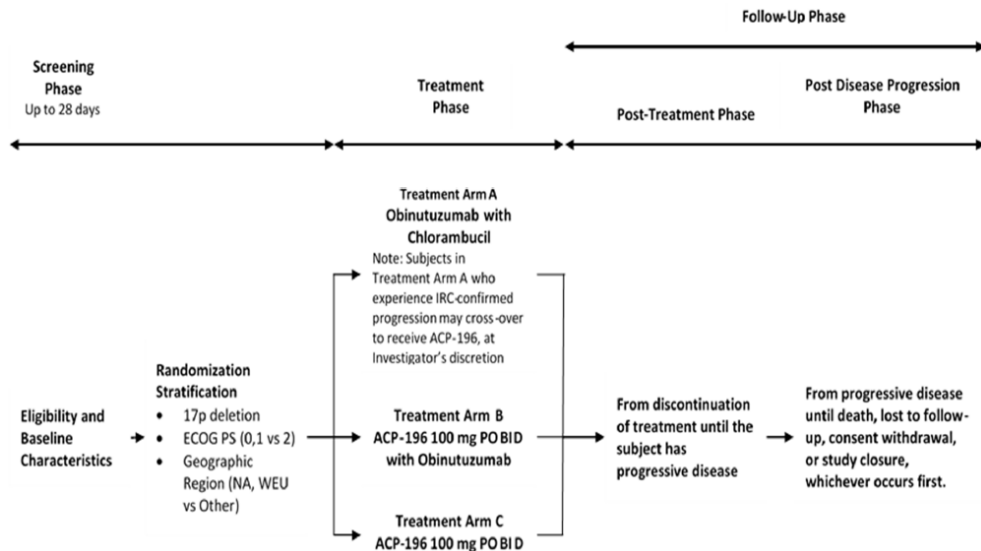 Follow-Up Phase
Screening
Phase
Up to 28 days
Treatment
Phase
Post-Treatment Phase
Post Disease Progression
Phase
Treatment Arm A
Obinutuzumab with
Chlorambucil
Note: Subjects in
Treatment Arm A who
experience IRC-confirmed
progression may cross-over
to receive ACP-196, at
Investigator's discretion
Eligibility and
Baseline
Characteristics
Randomization
Stratification
• 17p deletion
• ECOG PS (0,1 vs 2)
• Geographic
Region (NA, WEU
vs Other)
Treatment Arm B
ACP-196 100 mg PO BID
with Obinutuzumab
Treatment Arm C
ACP-196 100 mg PO BID
From discontinuation
of treatment until the
subject has
progressive disease
From progressive disease
until death, lost to follow-
up, consent withdrawal,
or study closure,
whichever occurs first.